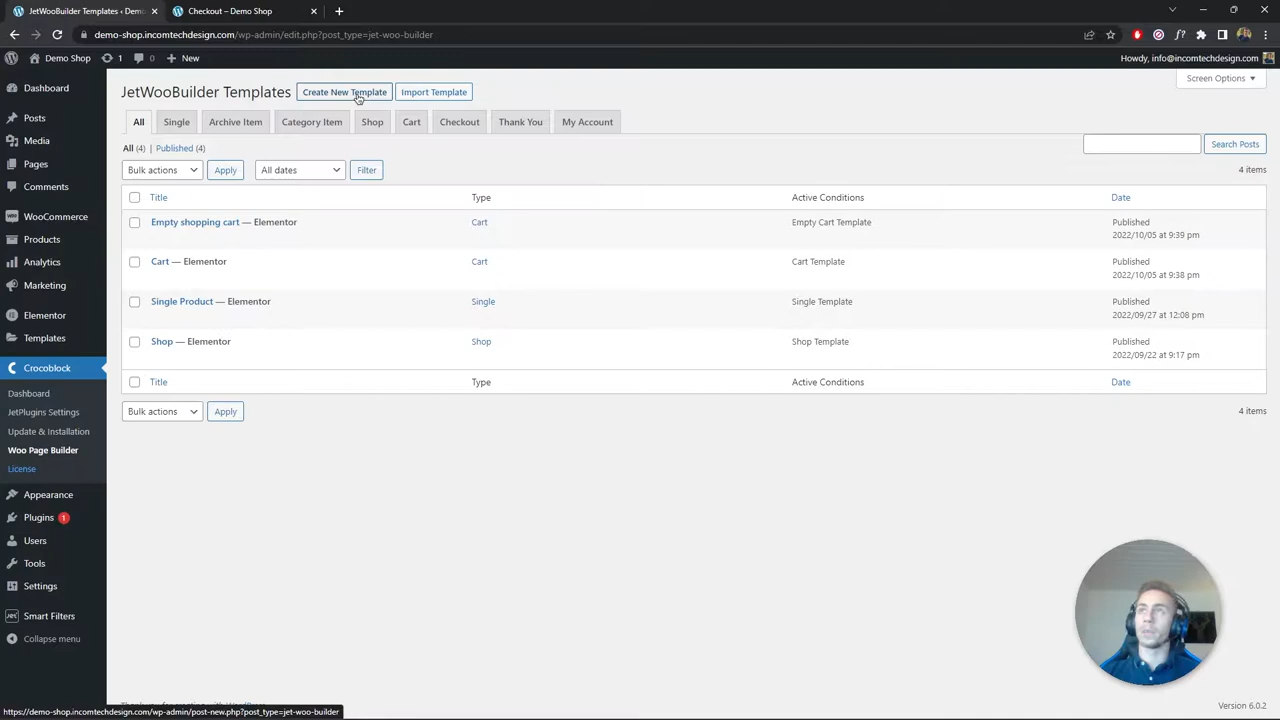 JetWooBuilder Templates ‹ Dem
Checkout – Demo Shop
demo-shop.incomtechdesign.com/wp-admin/edit.php?post_type=jet-woo-builder
Demo Shop
1
0
New
Howdy, info@incomtechdesign.com
Dashboard
Posts
Media
Pages
Comments
WooCommerce
Products
Analytics
Marketing
Elementor
Templates
Crocoblock
Dashboard
JetPlugins Settings
Update & Installation
Woo Page Builder
License
Appearance
Plugins 1
Users
Tools
Settings
Smart Filters
Collapse menu
JetWooBuilder Templates
Create New Template
Import Template
Screen Options
All
Single
Archive Item
Category Item
Shop
Cart
Checkout
Thank You
My Account
All (4) | Published (4)
Search Posts
Bulk actions
Apply
All dates
Filter
4 items
Title
Type
Active Conditions
Date
Empty shopping cart — Elementor
Cart
Empty Cart Template
Published
2022/10/05 at 9:39 pm
Cart — Elementor
Cart
Cart Template
Published
2022/10/05 at 9:38 pm
Single Product — Elementor
Single
Single Template
Published
2022/09/27 at 12:08 pm
Shop — Elementor
Shop
Shop Template
Published
2022/09/22 at 9:17 pm
Title
Type
Active Conditions
Date
Bulk actions
Apply
4 items
https://demo-shop.incomtechdesign.com/wp-admin/post-new.php?post_type=jet-woo-builder
Version 6.0.2